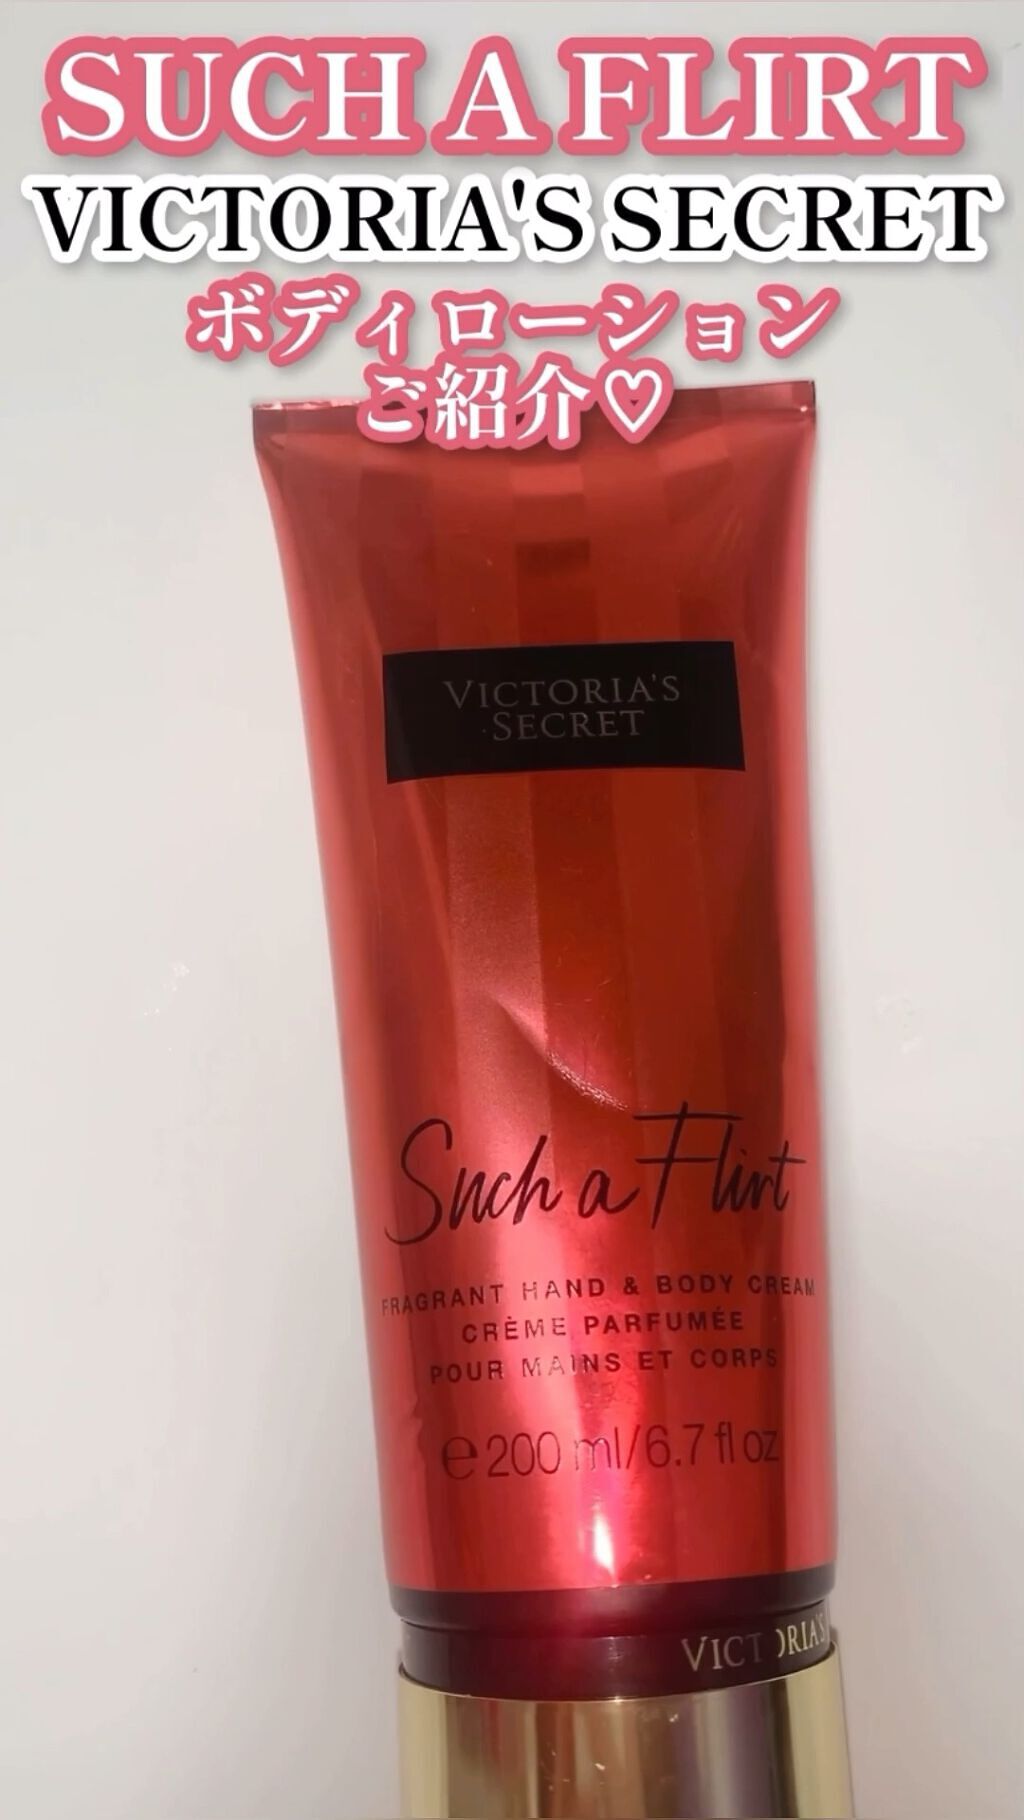 SUCH A FLIRT
VICTORIA'S SECRET
ボディローション
ご紹介♡
VICTORIA'S
SECRET
Such a Flirt
FRAGRANT HAND & BODY CREAM
CRÈME PARFUMÉE
POUR MAINS ET CORPS
℮ 200 ml/6.7 fl oz
VICTORIA'S